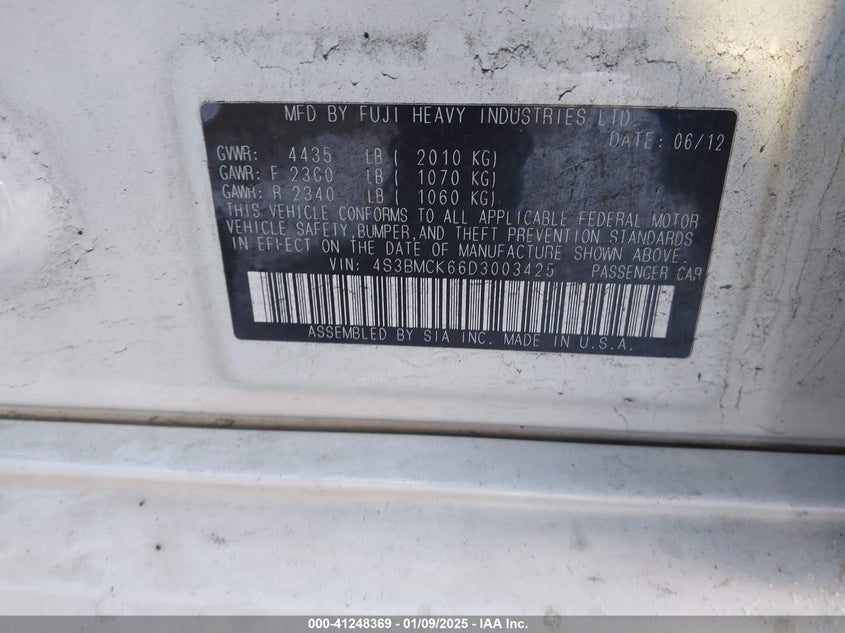 MFD BY FUJI HEAVY INDUSTRIES LTD.
DATE: 06/12
GVWR: 4435 LB ( 2010 KG)
GAWR: F 2360 LB ( 1070 KG)
GAWR: R 2340 LB ( 1060 KG)
THIS VEHICLE CONFORMS TO ALL APPLICABLE FEDERAL MOTOR
VEHICLE SAFETY,BUMPER,AND THEFT PREVENTION STANDARDS
IN EFFECT ON THE DATE OF MANUFACTURE SHOWN ABOVE.
VIN: 4S3BMCK66D3003425 PASSENGER CAR
ASSEMBLED BY SIA INC. MADE IN U.S.A.
000-41248369 - 01/09/2025 - IAA Inc.